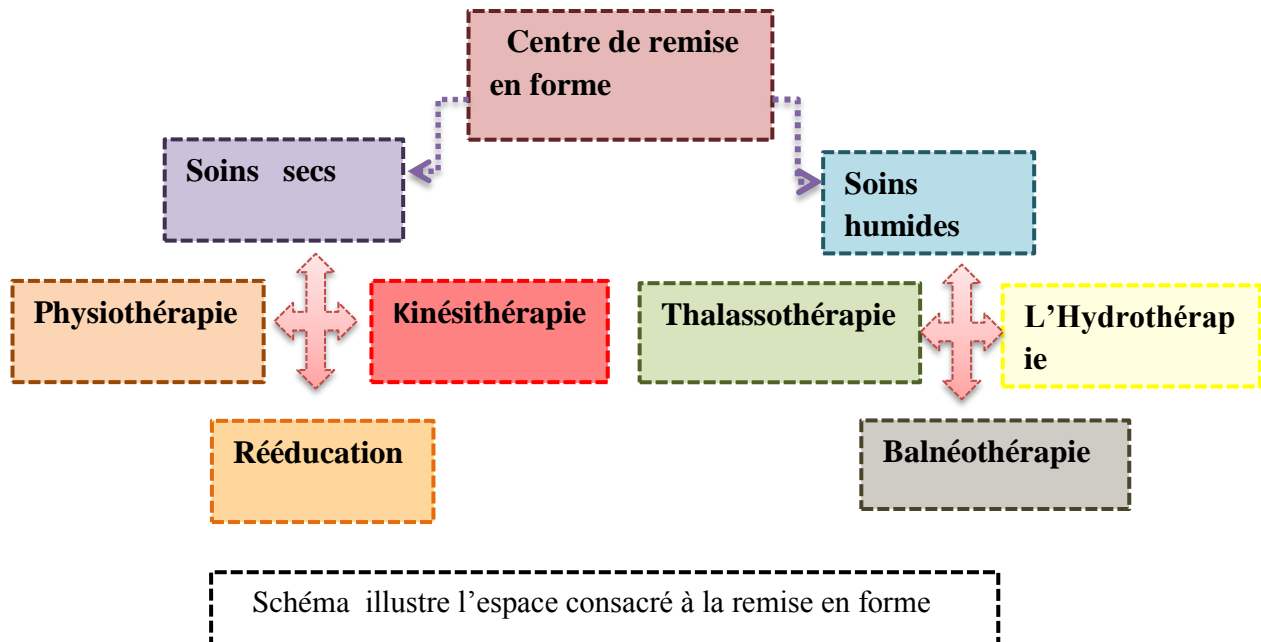 Centre de remise
en forme
Soins secs
Soins
humides
Physiothérapie
Kinésithérapie
Thalassothérapie
L’Hydrothérap
ie
Rééducation
Balnéothérapie
Schéma illustre l’espace consacré à la remise en forme